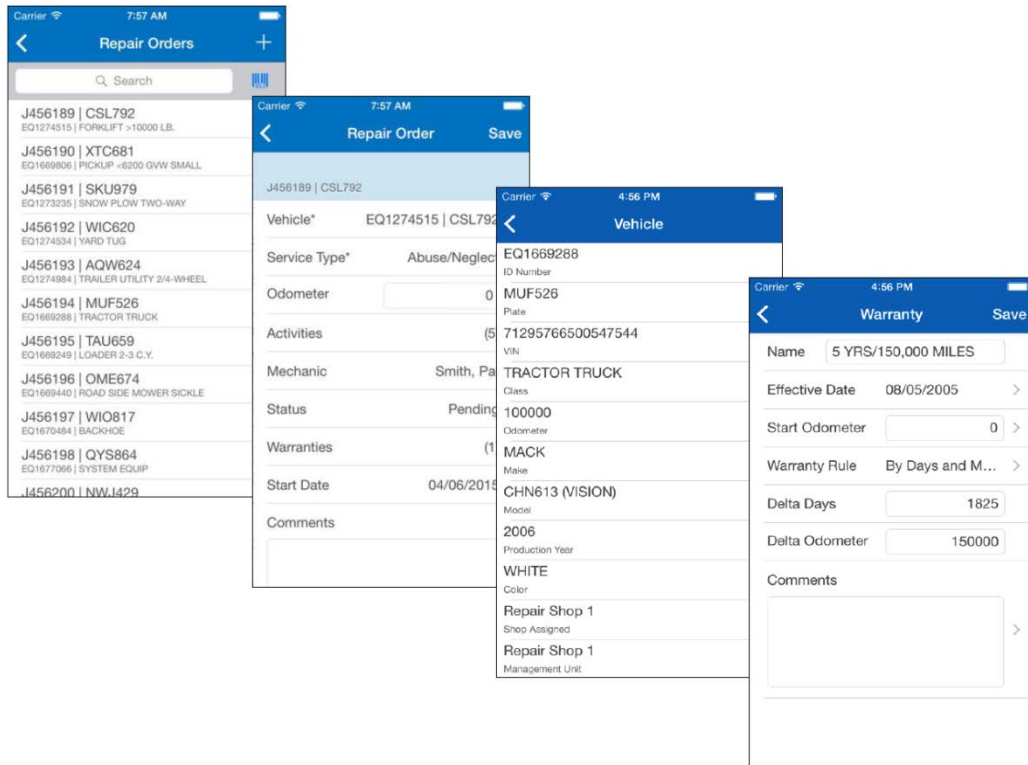 Carrier 7:57 AM
Repair Orders
Search
J456189 | CSL792
EQ1274515 | FORKLIFT >10000 LB.
J456190 | XTC681
EQ1669806 | PICKUP <6200 GVW SMALL
J456191 | SKU979
EQ1273235 | SNOW PLOW TWO-WAY
J456192 | WIC620
EQ1274534 | YARD TUG
J456193 | AQW624
EQ1274984 | TRAILER UTILITY 2/4-WHEEL
J456194 | MUF526
EQ1669288 | TRACTOR TRUCK
J456195 | TAU659
EQ1669249 | LOADER 2-3 C.Y.
J456196 | OME674
EQ1669440 | ROAD SIDE MOWER SICKLE
J456197 | WIO817
EQ1670484 | BACKHOE
J456198 | QYS864
EQ1677066 | SYSTEM EQUIP
J456200 | NWJ429
Carrier 7:57 AM
Repair Order Save
J456189 | CSL792
Vehicle* EQ1274515 | CSL792
Service Type* Abuse/Neglec
Odometer 0
Activities (5
Mechanic Smith, Pa
Status Pending
Warranties (1
Start Date 04/06/2015
Comments
Carrier 4:56 PM
Vehicle
EQ1669288
ID Number
MUF526
Plate
71295766500547544
VIN
TRACTOR TRUCK
Class
100000
Odometer
MACK
Make
CHN613 (VISION)
Model
2006
Production Year
WHITE
Color
Repair Shop 1
Shop Assigned
Repair Shop 1
Management Unit
Carrier 4:56 PM
Warranty Save
Name 5 YRS/150,000 MILES
Effective Date 08/05/2005
Start Odometer 0
Warranty Rule By Days and M...
Delta Days 1825
Delta Odometer 150000
Comments